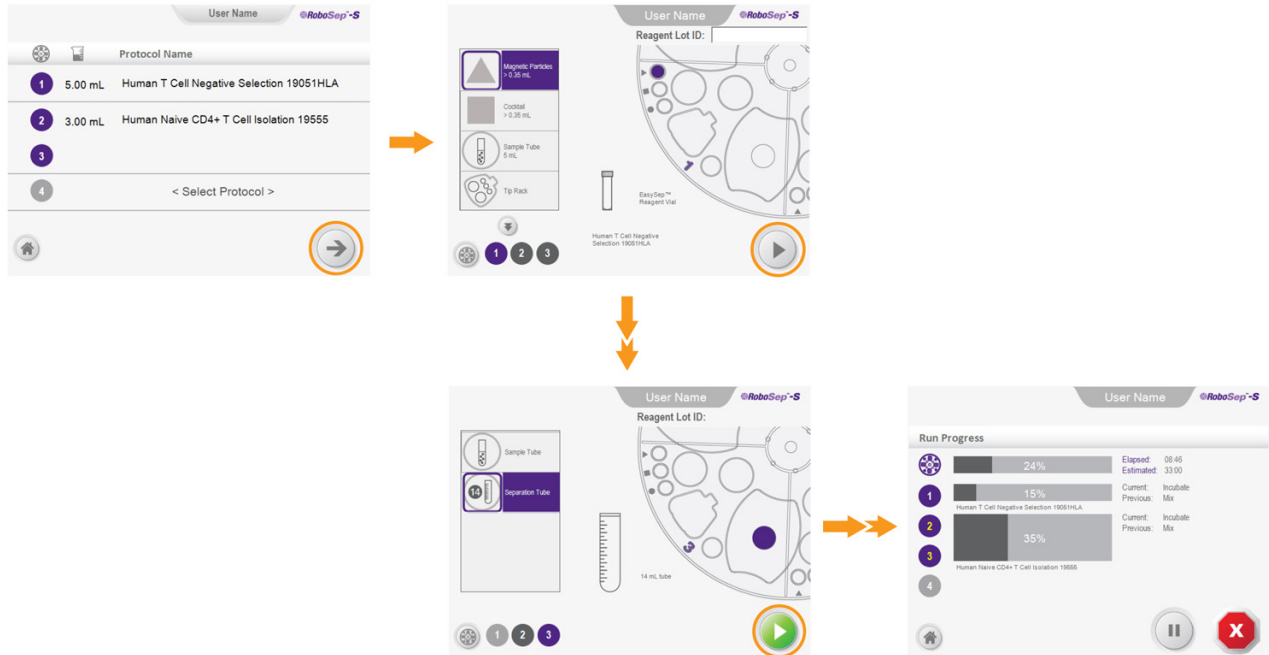 User Name
RoboSep™-S
Protocol Name
1 5.00 mL Human T Cell Negative Selection 19051HLA
2 3.00 mL Human Naive CD4+ T Cell Isolation 19555
3
4 < Select Protocol >
User Name
RoboSep™-S
Reagent Lot ID:
Magnetic Particles
> 0.35 mL
Cocktail
> 0.35 mL
Sample Tube
5 mL
Tip Rack
EasySep™
Reagent Vial
Human T Cell Negative
Selection 19051HLA
1 2 3
User Name
RoboSep™-S
Reagent Lot ID:
Sample Tube
14 Separation Tube
14 mL tube
1 2 3
User Name
RoboSep™-S
Run Progress
24%
Elapsed: 08:46
Estimated: 33:00
1
15%
Current: Incubate
Previous: Mix
Human T Cell Negative Selection 19051HLA
2
35%
Current: Incubate
Previous: Mix
3
Human Naive CD4+ T Cell Isolation 19555
4
X